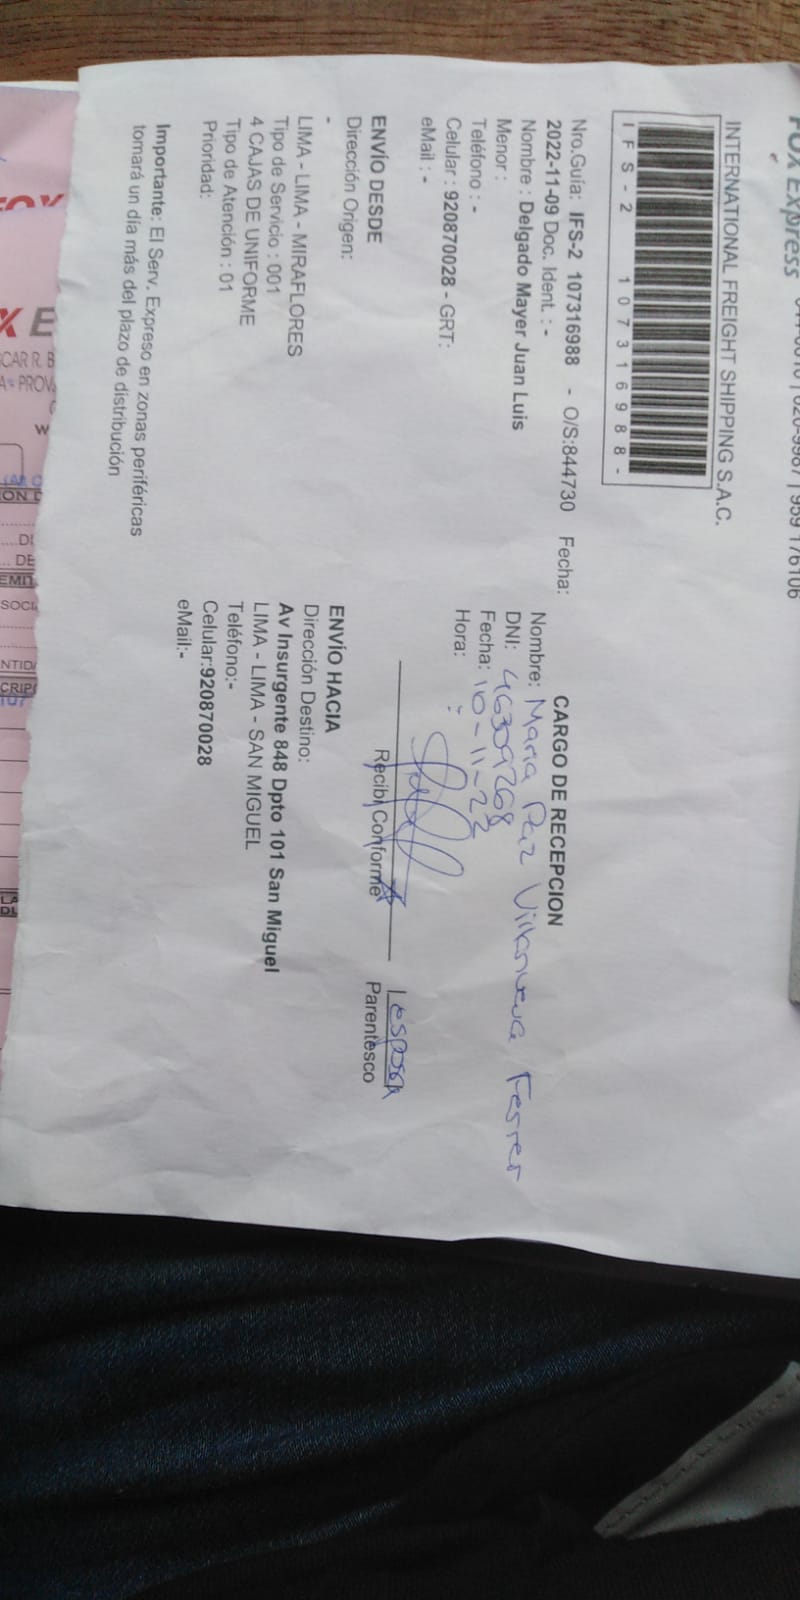 Fox Express
959 176106
INTERNATIONAL FREIGHT SHIPPING S.A.C.
IFS-2 107316988-
Nro.Guia: IFS-2 107316988 - O/S:844730 Fecha:
2022-11-09 Doc. Ident. : -
Nombre : Delgado Mayer Juan Luis
Menor :
Teléfono : -
Celular : 920870028 - GRT:
eMail : -
CARGO DE RECEPCION
Nombre: Maria Paz Villanueva Ferrer
DNI: 46309268
Fecha: 10-11-22
Hora: :
Recibi Conforme
esposa
Parentesco
ENVÍO DESDE
Dirección Origen:
-
LIMA - LIMA - MIRAFLORES
Tipo de Servicio : 001
4 CAJAS DE UNIFORME
Tipo de Atención : 01
Prioridad:
ENVÍO HACIA
Dirección Destino:
Av Insurgente 848 Dpto 101 San Miguel
LIMA - LIMA - SAN MIGUEL
Teléfono:-
Celular:920870028
eMail:-
Importante: El Serv. Expreso en zonas periféricas
tomará un día más del plazo de distribución